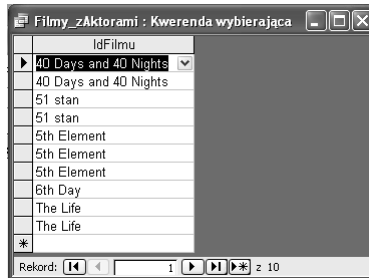 Filmy_zAktorami : Kwerenda wybierająca
IdFilmu
40 Days and 40 Nights
40 Days and 40 Nights
51 stan
51 stan
5th Element
5th Element
5th Element
6th Day
The Life
The Life
Rekord: 1 z 10